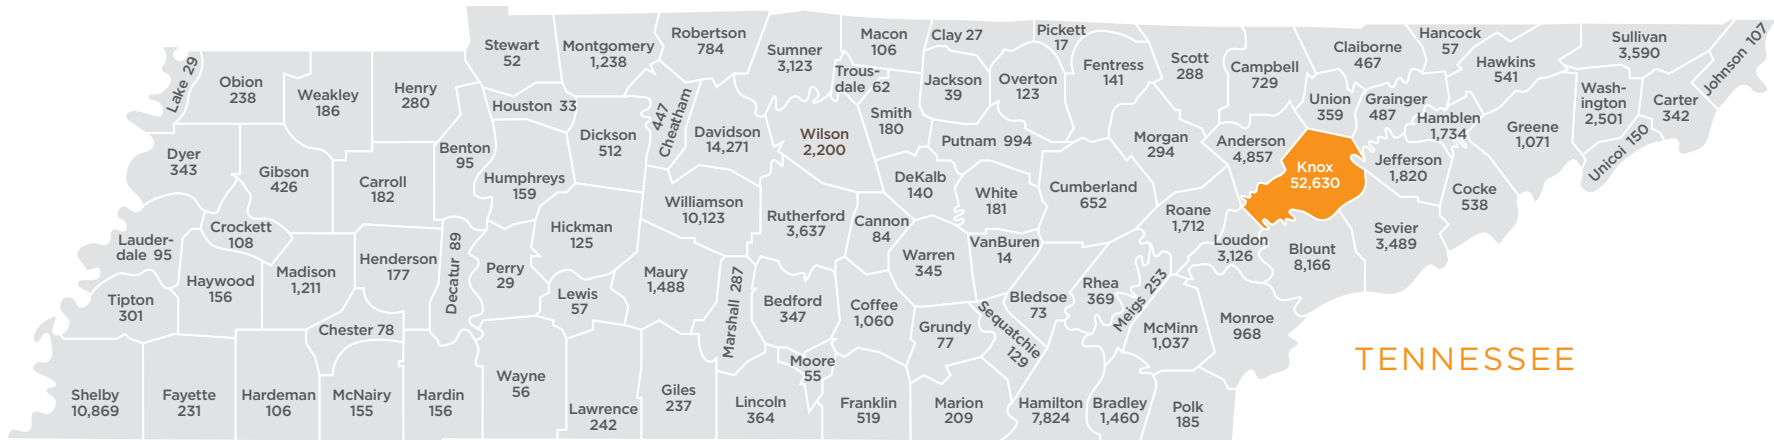 Stewart
52
Montgomery
1,238
Robertson
784
Sumner
3,123
Macon
106
Clay 27
Pickett
17
Fentress
141
Scott
288
Campbell
729
Claiborne
467
Hancock
57
Hawkins
541
Sullivan
3,590
Johnson 107
Lake 29
Obion
238
Weakley
186
Henry
280
Houston 33
Dickson
512
447
Cheatham
Davidson
14,271
Wilson
2,200
Trous-
dale 62
Smith
180
Jackson
39
Overton
123
Putnam 994
Morgan
294
Anderson
4,857
Union
359
Grainger
487
Hamblen
1,734
Greene
1,071
Wash-
ington
2,501
Carter
342
Unicoi 150
Dyer
343
Gibson
426
Carroll
182
Benton
95
Humphreys
159
Hickman
125
Williamson
10,123
Rutherford
3,637
Cannon
84
DeKalb
140
White
181
Cumberland
652
Roane
1,712
Knox
52,630
Jefferson
1,820
Cocke
538
Sevier
3,489
Blount
8,166
Loudon
3,126
Lauder-
dale 95
Crockett
108
Haywood
156
Madison
1,211
Henderson
177
Decatur 89
Perry
29
Lewis
57
Maury
1,488
Marshall 287
Bedford
347
Coffee
1,060
Warren
345
VanBuren
14
Bledsoe
73
Rhea
369
Meigs 253
McMinn
1,037
Monroe
968
Tipton
301
Chester 78
Moore
55
Grundy
77
Sequatchie
129
TENNESSEE
Shelby
10,869
Fayette
231
Hardeman
106
McNairy
155
Hardin
156
Wayne
56
Lawrence
242
Giles
237
Lincoln
364
Franklin
519
Marion
209
Hamilton
7,824
Bradley
1,460
Polk
185